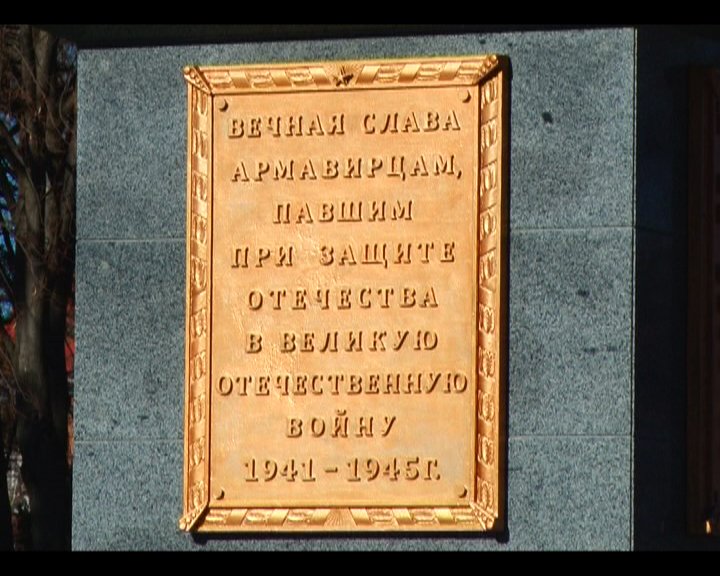 ВЕЧНАЯ СЛАВА
АРМАВИРЦАМ,
ПАВШИМ
ПРИ ЗАЩИТЕ
ОТЕЧЕСТВА
В ВЕЛИКУЮ
ОТЕЧЕСТВЕННУЮ
ВОЙНУ
1941-1945Г.